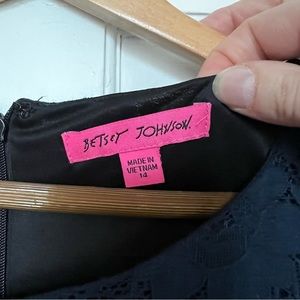 BETSEY JOHNSON.
MADE IN
VIETNAM
14